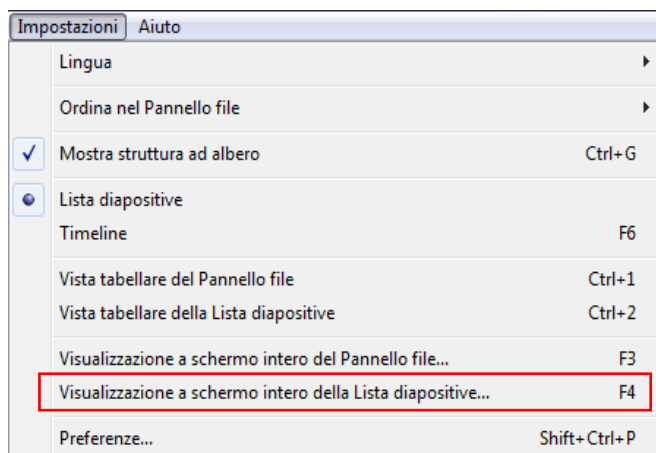 Impostazioni Aiuto
Lingua
Ordina nel Pannello file
Mostra struttura ad albero Ctrl+G
Lista diapositive
Timeline F6
Vista tabellare del Pannello file Ctrl+1
Vista tabellare della Lista diapositive Ctrl+2
Visualizzazione a schermo intero del Pannello file... F3
Visualizzazione a schermo intero della Lista diapositive... F4
Preferenze... Shift+Ctrl+P